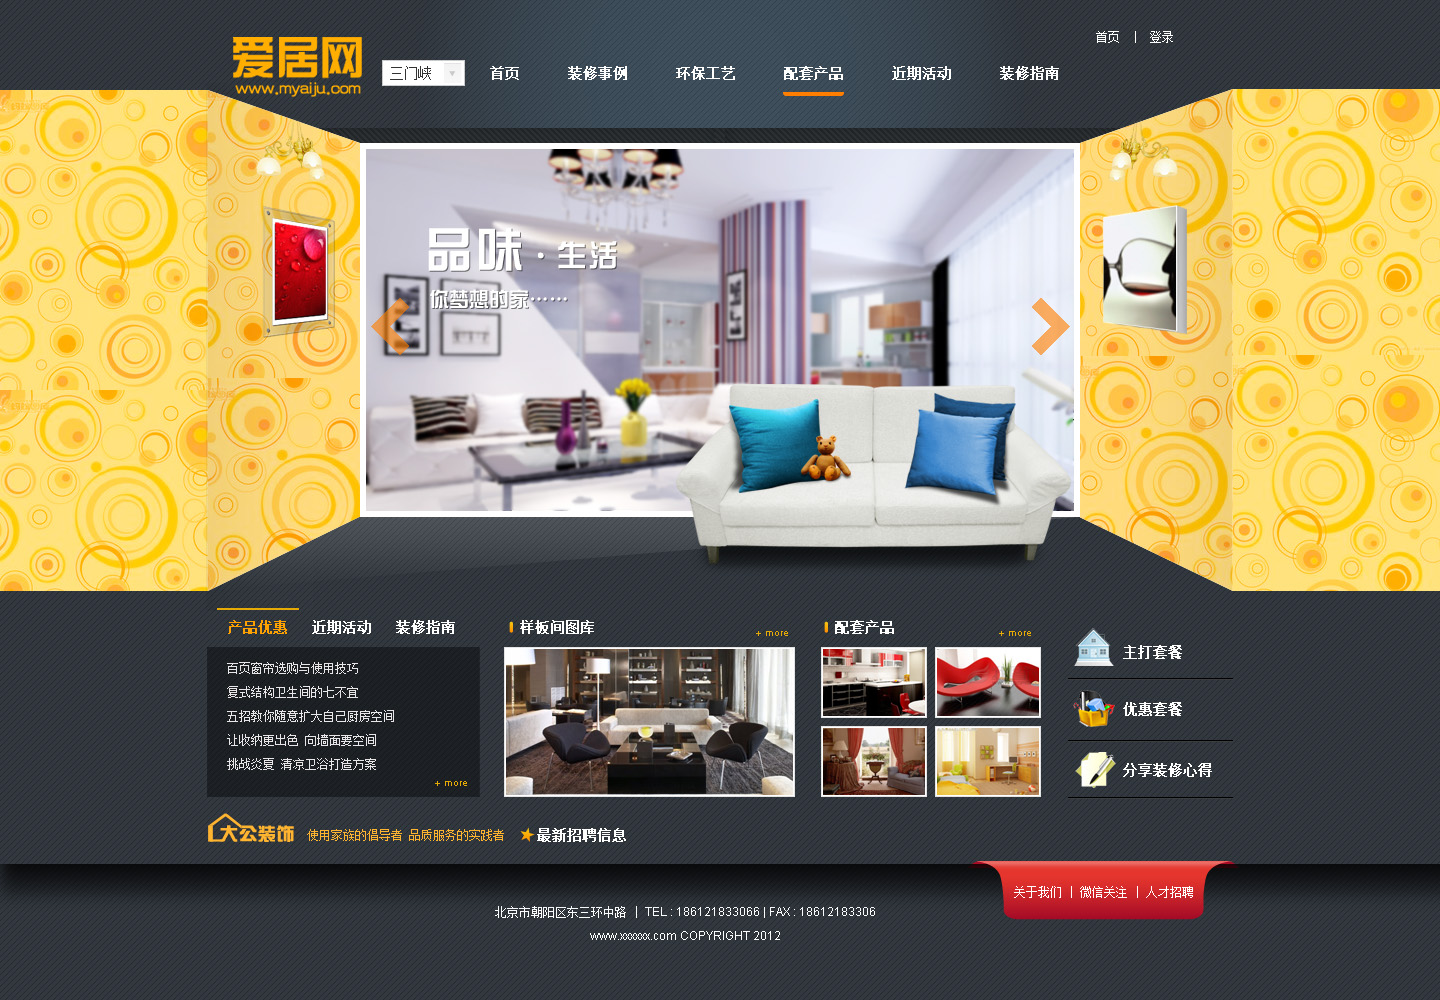 首页 | 登录
爱居网
www.myaiju.com
三门峡
首页 装修事例 环保工艺 配套产品 近期活动 装修指南
品味·生活
你梦想的家……
产品优惠 近期活动 装修指南
百页窗帘选购与使用技巧
复式结构卫生间的七不宜
五招教你随意扩大自己厨房空间
让收纳更出色 向墙面要空间
挑战炎夏 清凉卫浴打造方案
+ more
样板间图库
+ more
配套产品
+ more
主打套餐
优惠套餐
分享装修心得
大公装饰
使用家族的倡导者 品质服务的实践者
最新招聘信息
关于我们 | 微信关注 | 人才招聘
北京市朝阳区东三环中路 | TEL : 186121833066 | FAX : 18612183306
www.xxxxxx.com COPYRIGHT 2012